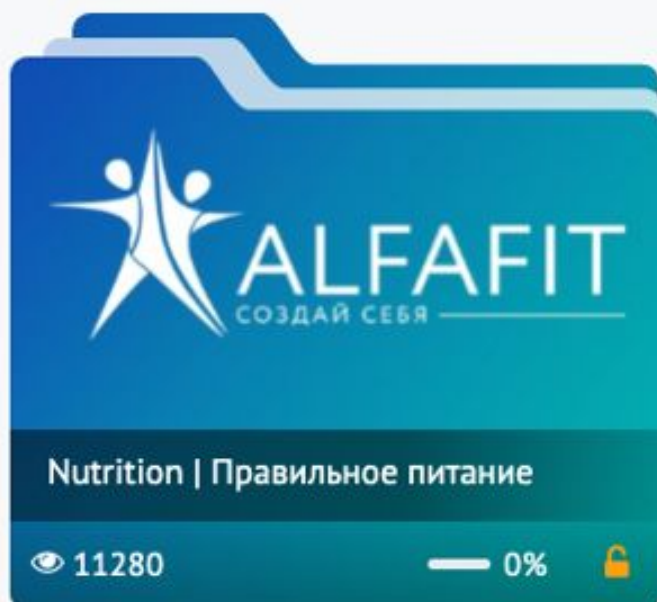 ALFAFIT
СОЗДАЙ СЕБЯ
Nutrition | Правильное питание
11280 0%